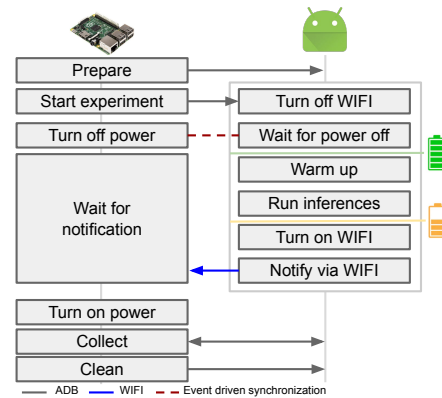 Prepare
Start experiment
Turn off WIFI
Turn off power
Wait for power off
Warm up
Wait for
notification
Run inferences
Turn on WIFI
Notify via WIFI
Turn on power
Collect
Clean
ADB WIFI Event driven synchronization